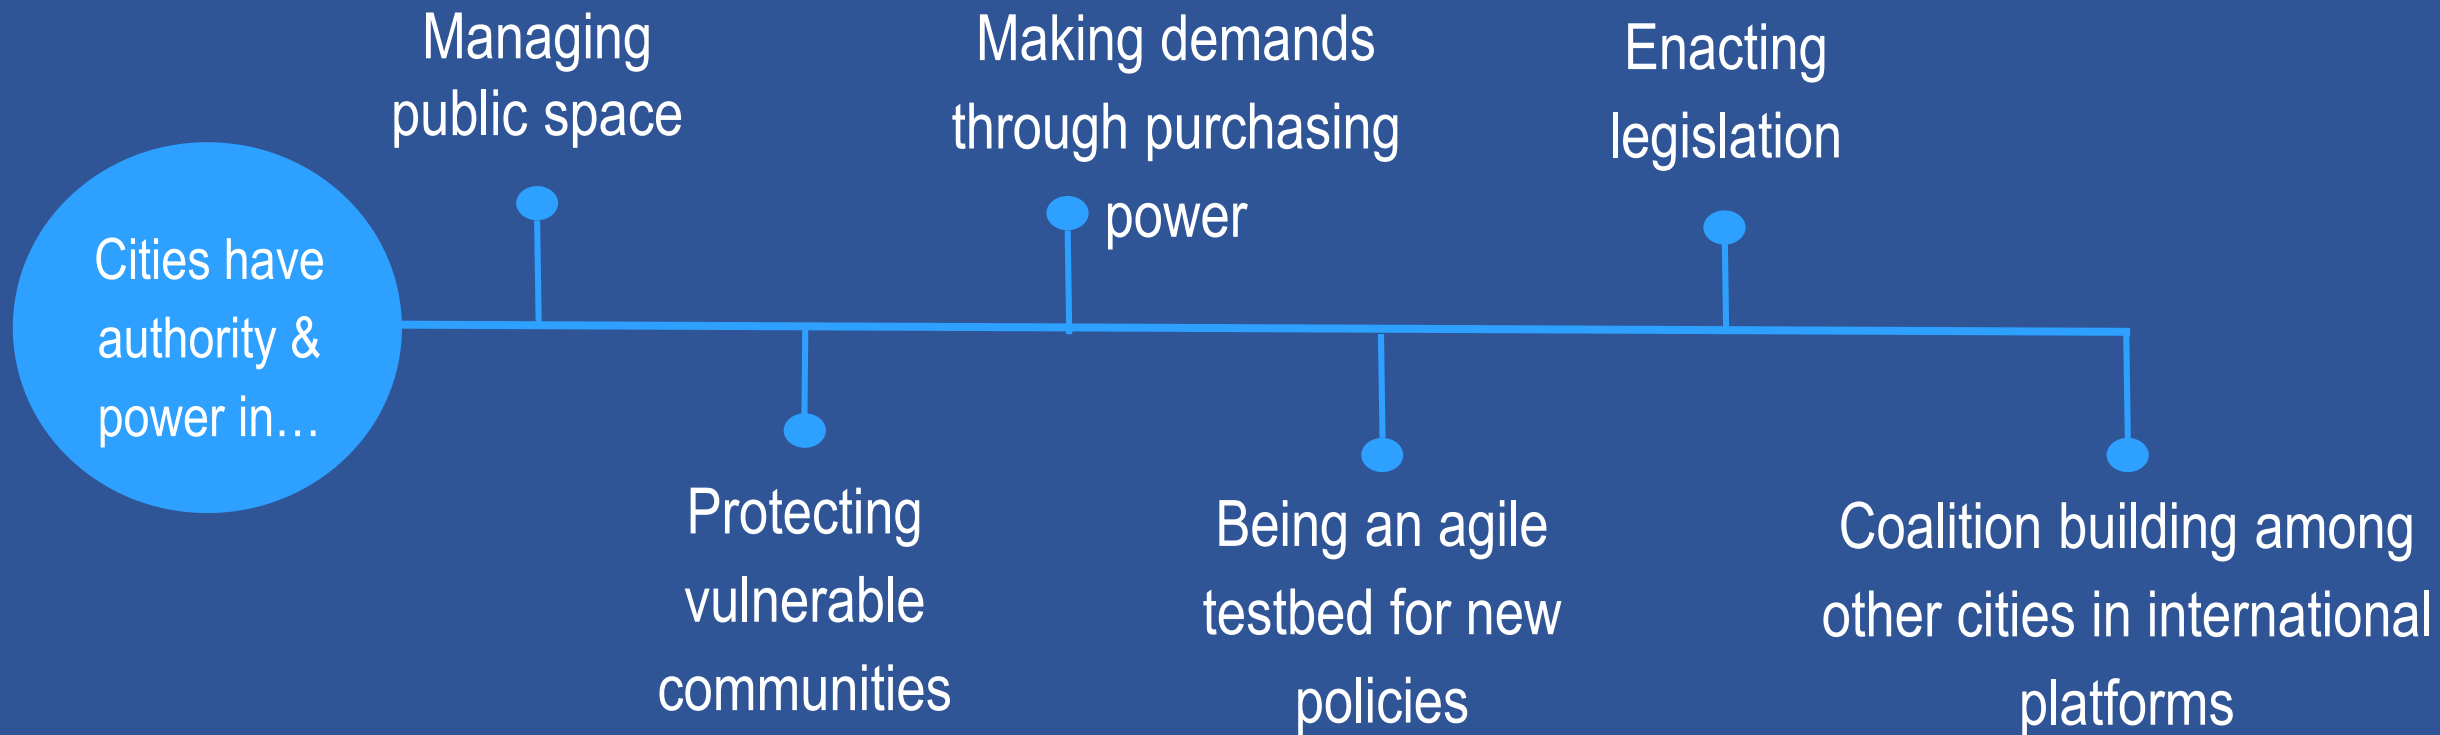 Cities have
authority &
power in…
Managing
public space
Protecting
vulnerable
communities
Making demands
through purchasing
power
Being an agile
testbed for new
policies
Enacting
legislation
Coalition building among
other cities in international
platforms